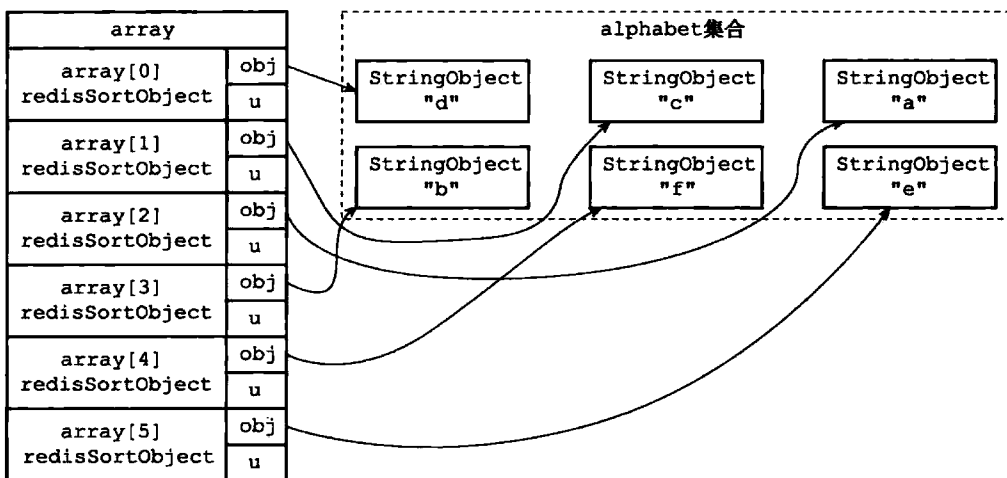 array
array[0]
redisSortObject
obj
u
array[1]
redisSortObject
obj
u
array[2]
redisSortObject
obj
u
array[3]
redisSortObject
obj
u
array[4]
redisSortObject
obj
u
array[5]
redisSortObject
obj
u
alphabet集合
StringObject
"d"
StringObject
"c"
StringObject
"a"
StringObject
"b"
StringObject
"f"
StringObject
"e"